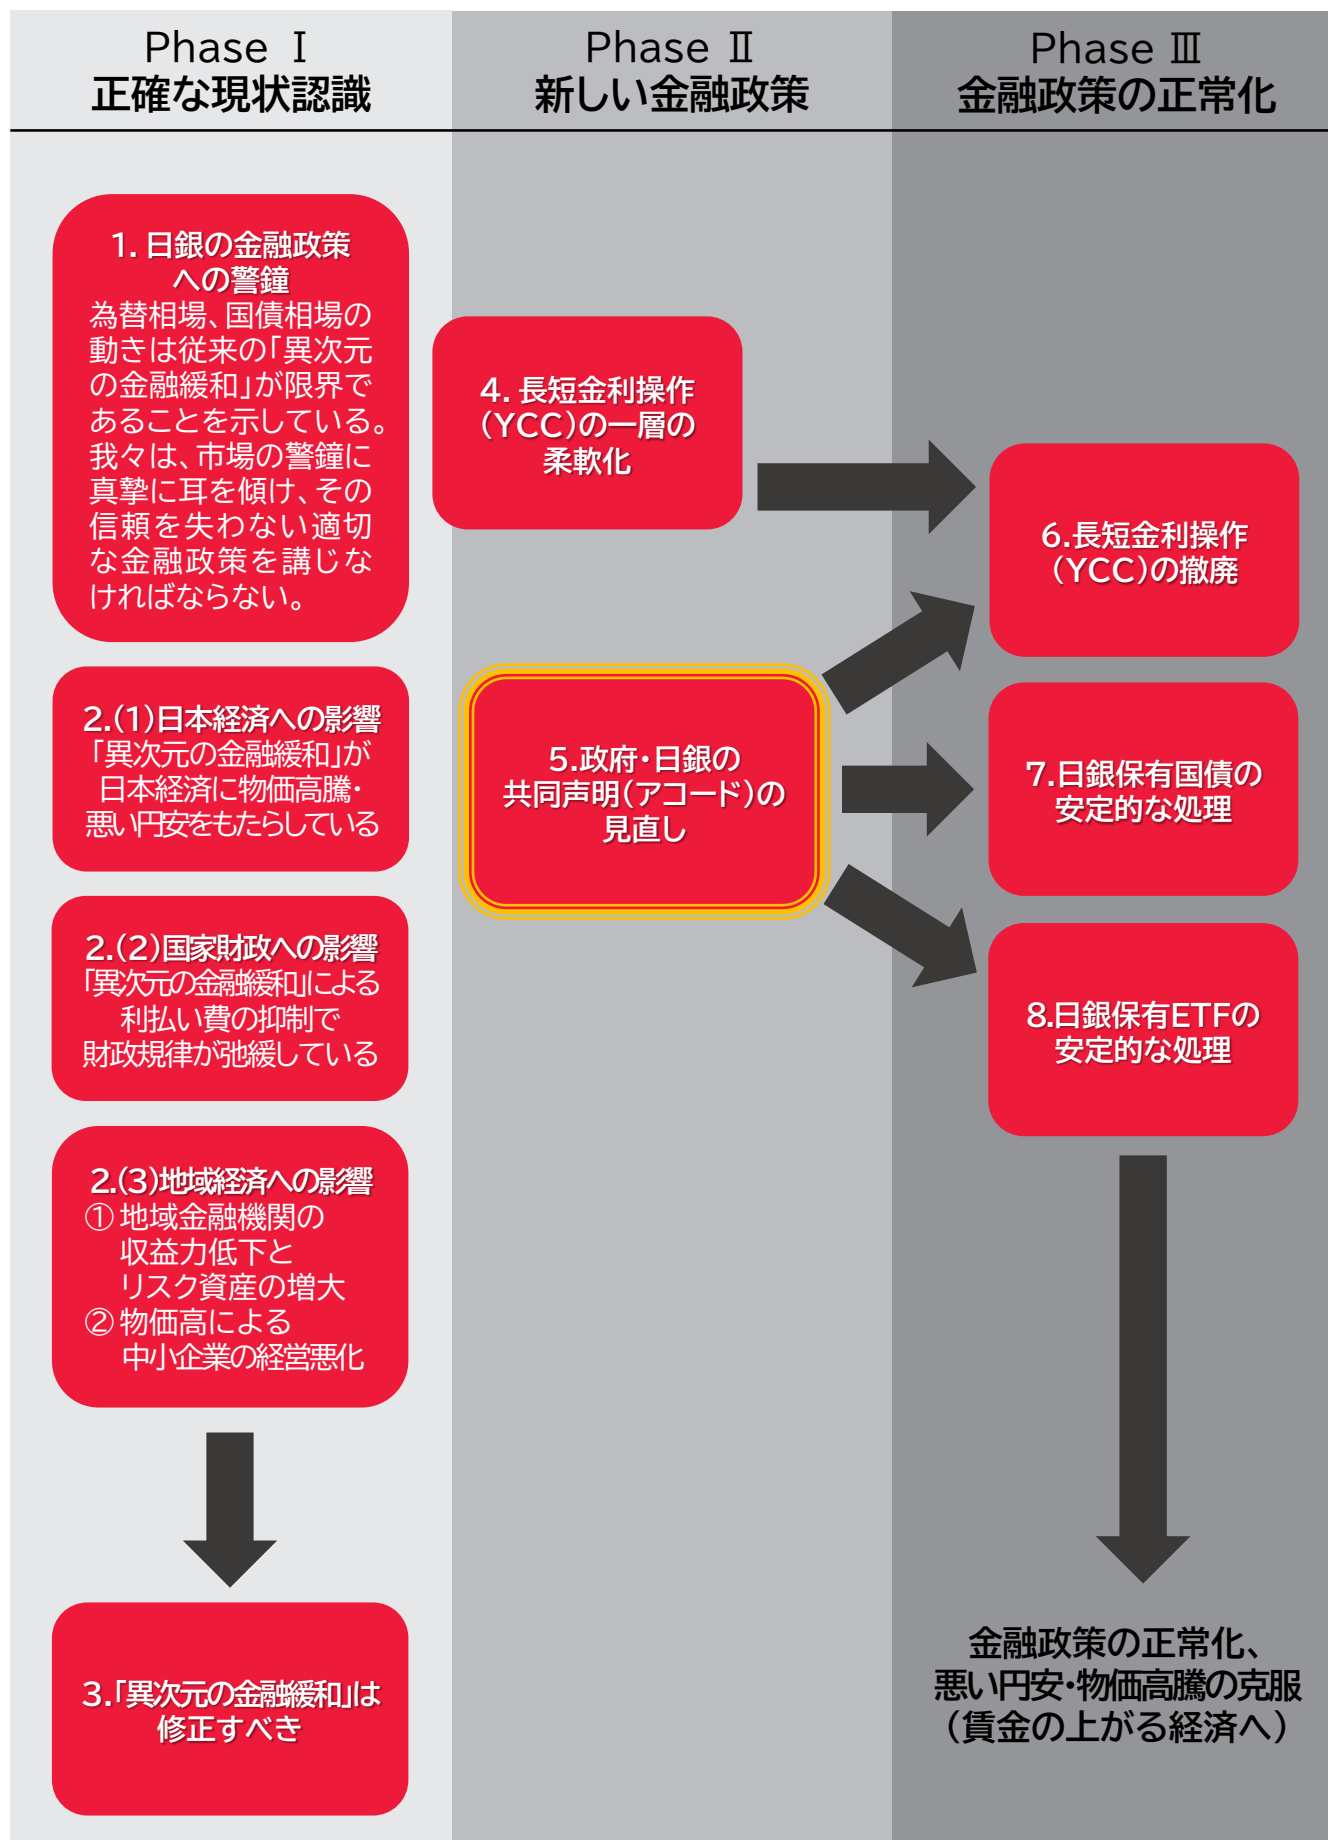 Phase Ⅰ
正確な現状認識
Phase Ⅱ
新しい金融政策
Phase Ⅲ
金融政策の正常化
1. 日銀の金融政策
への警鐘
為替相場、国債相場の
動きは従来の「異次元
の金融緩和」が限界で
あることを示している。
我々は、市場の警鐘に
真摯に耳を傾け、その
信頼を失わない適切
な金融政策を講じな
ければならない。
2.(1)日本経済への影響
「異次元の金融緩和」が
日本経済に物価高騰・
悪い円安をもたらしている
2.(2)国家財政への影響
「異次元の金融緩和」による
利払い費の抑制で
財政規律が弛緩している
2.(3)地域経済への影響
① 地域金融機関の
収益力低下と
リスク資産の増大
② 物価高による
中小企業の経営悪化
3.「異次元の金融緩和」は
修正すべき
4. 長短金利操作
(YCC)の一層の
柔軟化
5.政府・日銀の
共同声明(アコード)の
見直し
6.長短金利操作
(YCC)の撤廃
7.日銀保有国債の
安定的な処理
8.日銀保有ETFの
安定的な処理
金融政策の正常化、
悪い円安・物価高騰の克服
(賃金の上がる経済へ)